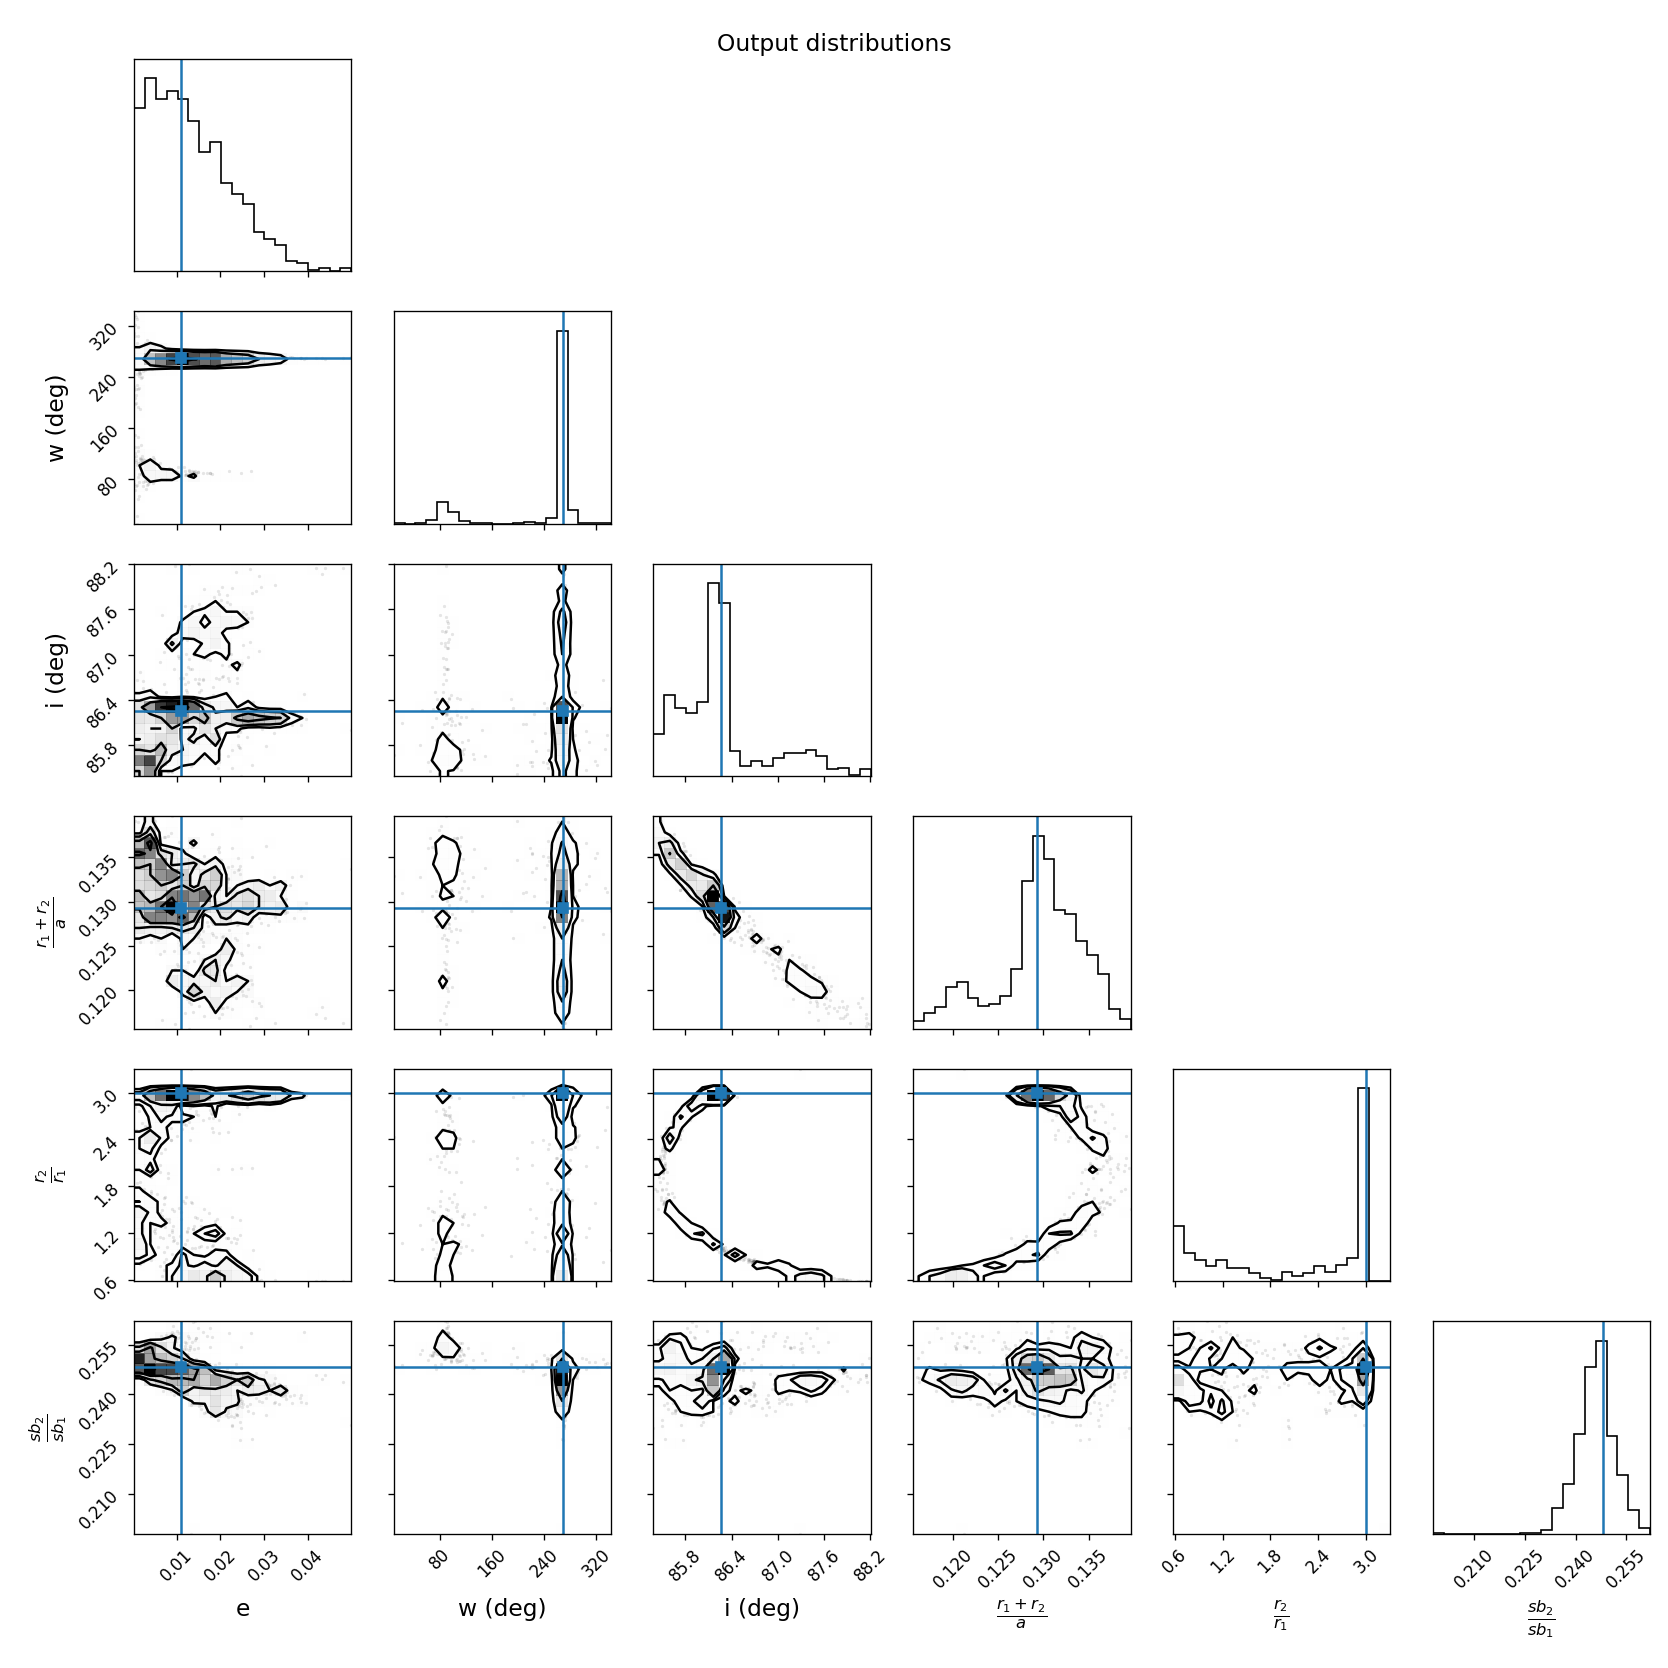 Output distributions
w (deg)
320
240
160
80
i (deg)
88.2
87.6
87.0
86.4
85.8
r₁ + r₂
a
0.135
0.130
0.125
0.120
r₂
r₁
3.0
2.4
1.8
1.2
0.6
sb₂
sb₁
0.255
0.240
0.225
0.210
0.01 0.02 0.03 0.04 80 160 240 320 85.8 86.4 87.0 87.6 88.2 0.120 0.125 0.130 0.135 0.6 1.2 1.8 2.4 3.0 0.210 0.225 0.240 0.255
e w (deg) i (deg) r₁ + r₂ r₂ sb₂
a r₁ sb₁